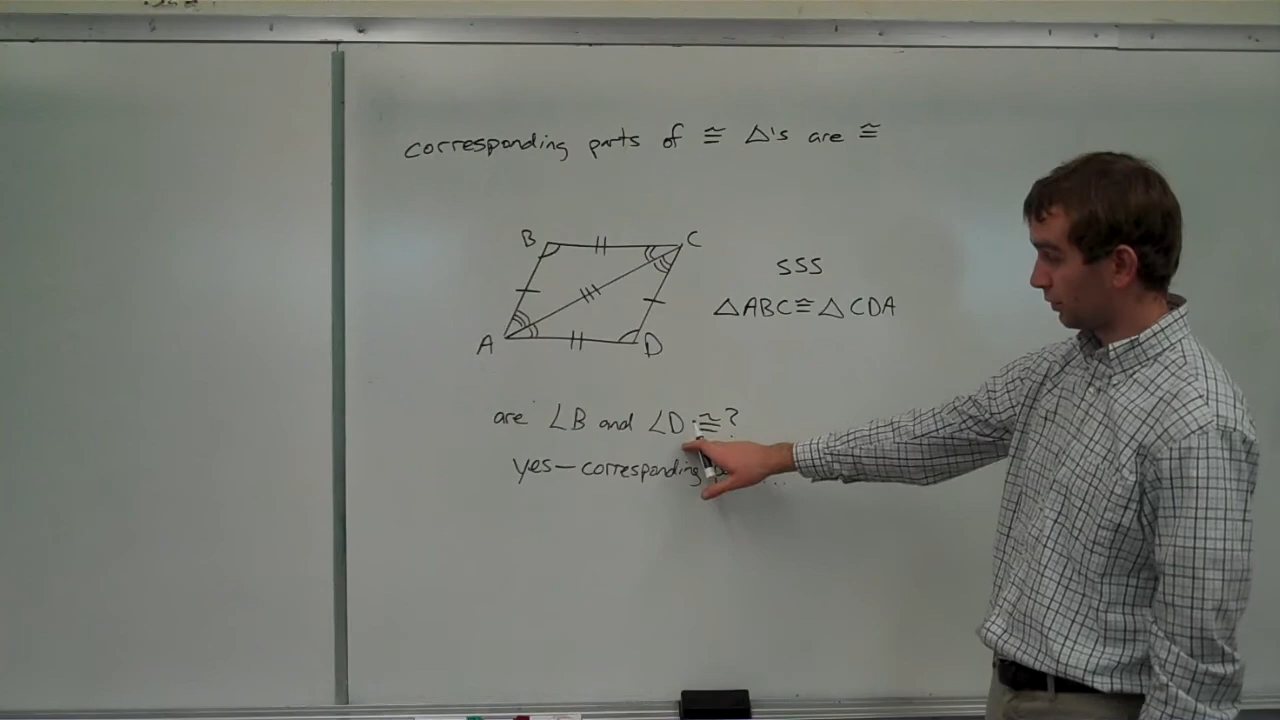 corresponding parts of ≅ △'s are ≅
B
C
A
D
SSS
△ABC≅△CDA
are ∠B and ∠D ≅?
yes—corresponding